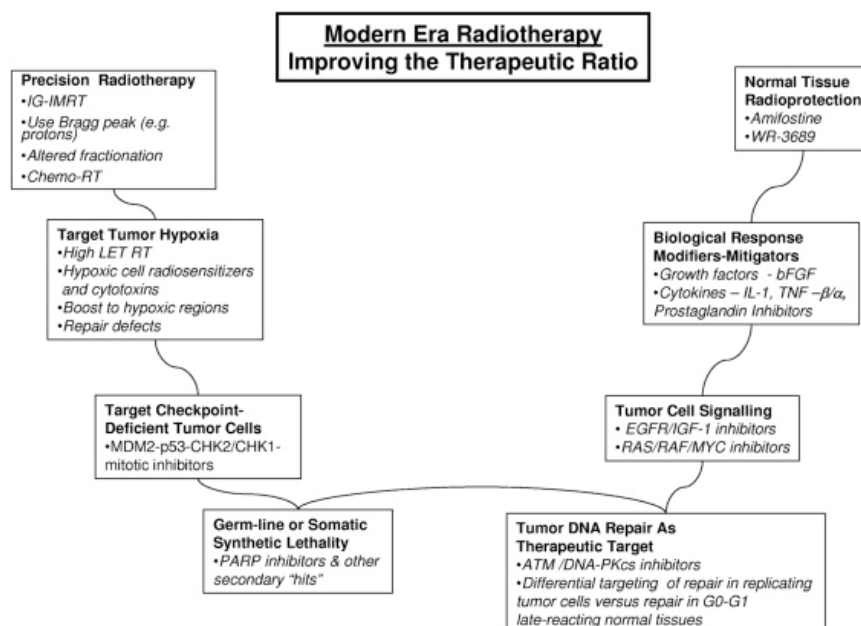 Modern Era Radiotherapy
Improving the Therapeutic Ratio
Precision Radiotherapy
•IG-IMRT
•Use Bragg peak (e.g.
protons)
•Altered fractionation
•Chemo-RT
Target Tumor Hypoxia
•High LET RT
•Hypoxic cell radiosensitizers
and cytotoxins
•Boost to hypoxic regions
•Repair defects
Target Checkpoint-
Deficient Tumor Cells
•MDM2-p53-CHK2/CHK1-
mitotic inhibitors
Germ-line or Somatic
Synthetic Lethality
•PARP inhibitors & other
secondary "hits"
Normal Tissue
Radioprotection
•Amifostine
•WR-3689
Biological Response
Modifiers-Mitigators
•Growth factors - bFGF
•Cytokines – IL-1, TNF –β/α,
Prostaglandin Inhibitors
Tumor Cell Signalling
• EGFR/IGF-1 inhibitors
•RAS/RAF/MYC inhibitors
Tumor DNA Repair As
Therapeutic Target
•ATM /DNA-PKcs inhibitors
•Differential targeting of repair in replicating
tumor cells versus repair in G0-G1
late-reacting normal tissues